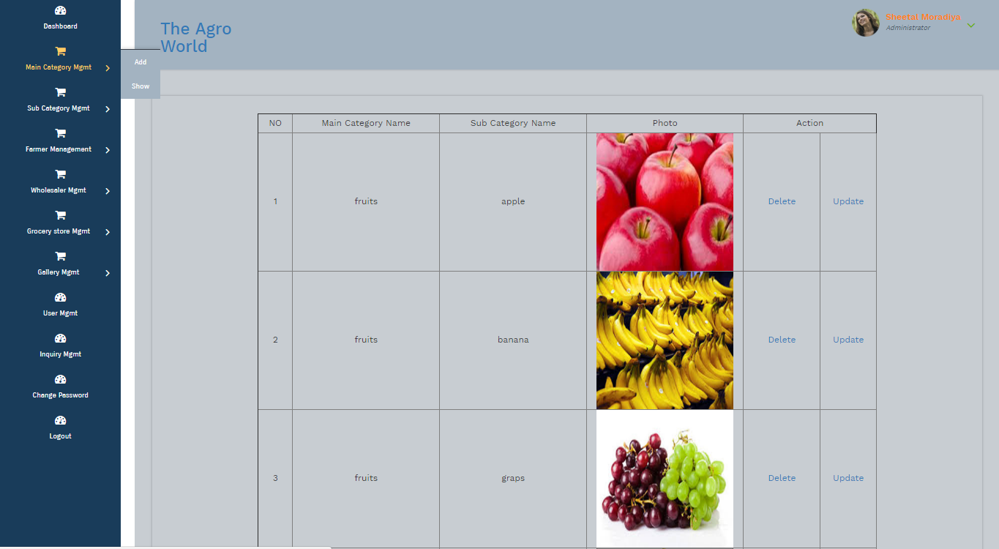 Dashboard
Main Category Mgmt
Sub Category Mgmt
Farmer Management
Wholesaler Mgmt
Grocery store Mgmt
Gallery Mgmt
User Mgmt
Inquiry Mgmt
Change Password
Logout
Add
Show
The Agro
World
Sheetal Moradiya
Administrator
NO Main Category Name Sub Category Name Photo Action
1 fruits apple Delete Update
2 fruits banana Delete Update
3 fruits graps Delete Update